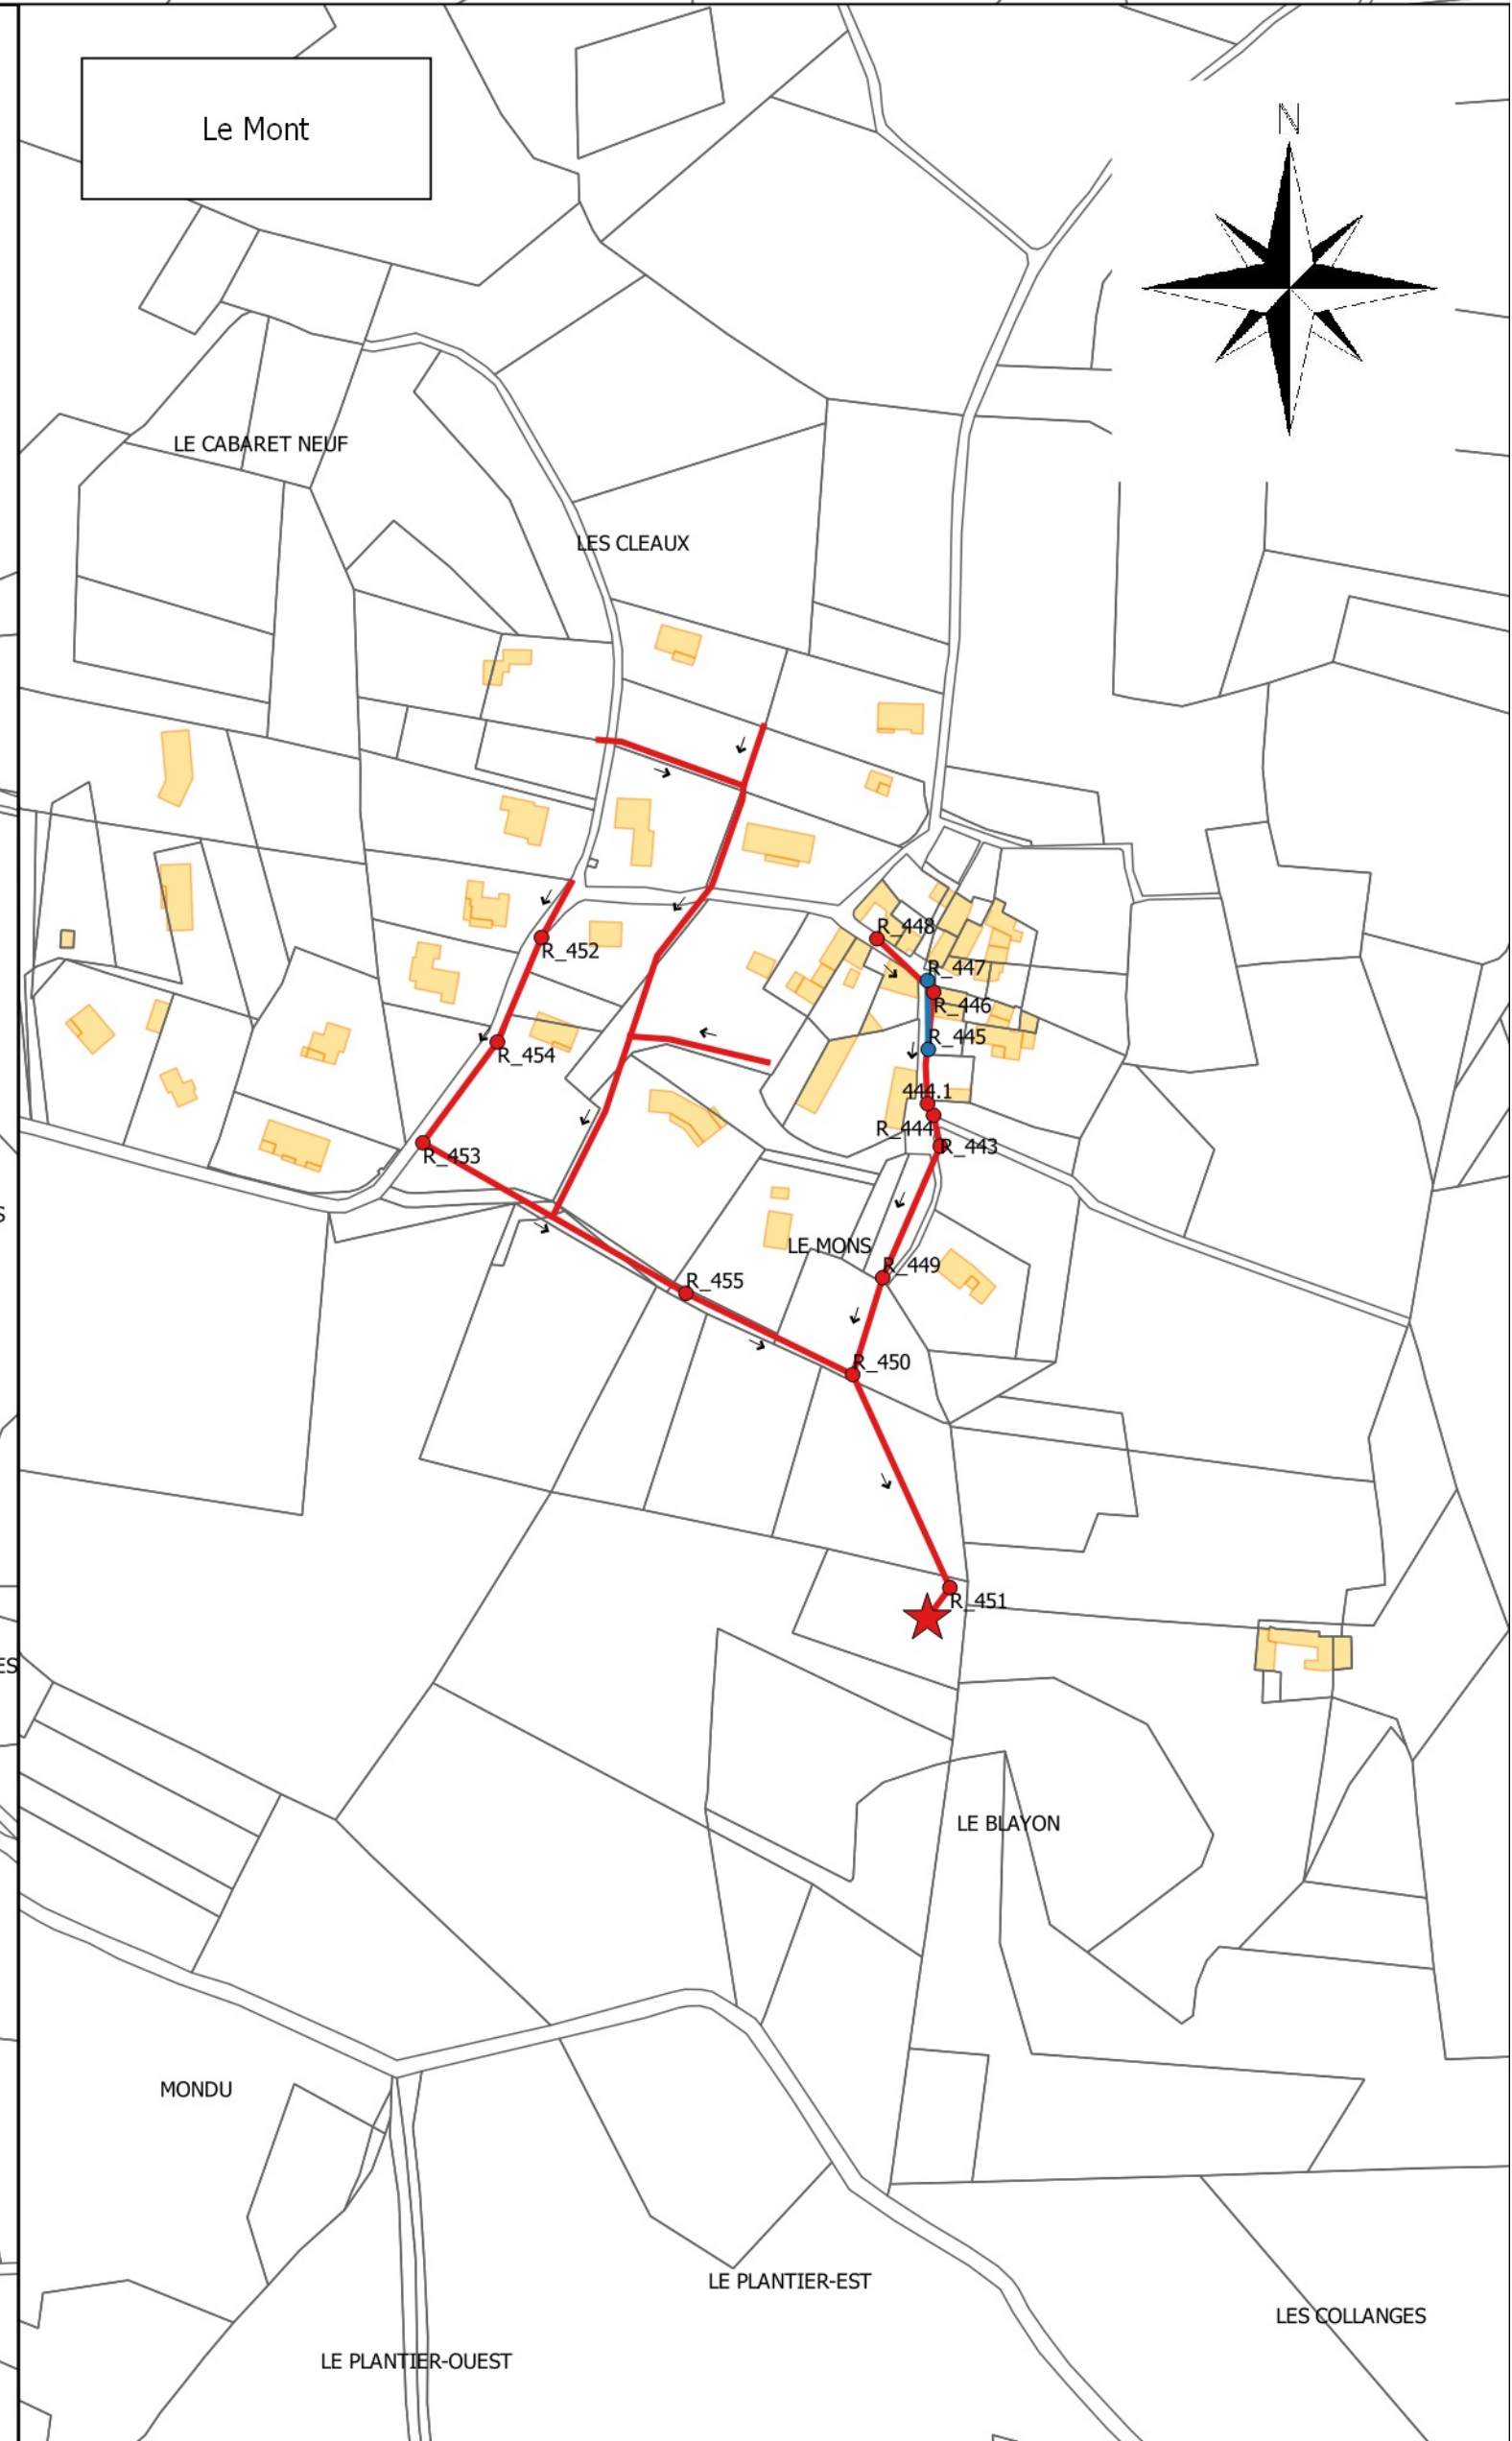 Le Mont
N
LE CABARET NEUF
LES CLEAUX
R_448
R_452
R_447
R_446
R_445
R_454
444.1
R_444
R_443
R_453
S
LE MONS
R_449
R_455
R_450
R_451
ES
LE BLAYON
MONDU
LE PLANTIER-EST
LES COLLANGES
LE PLANTIER-OUEST